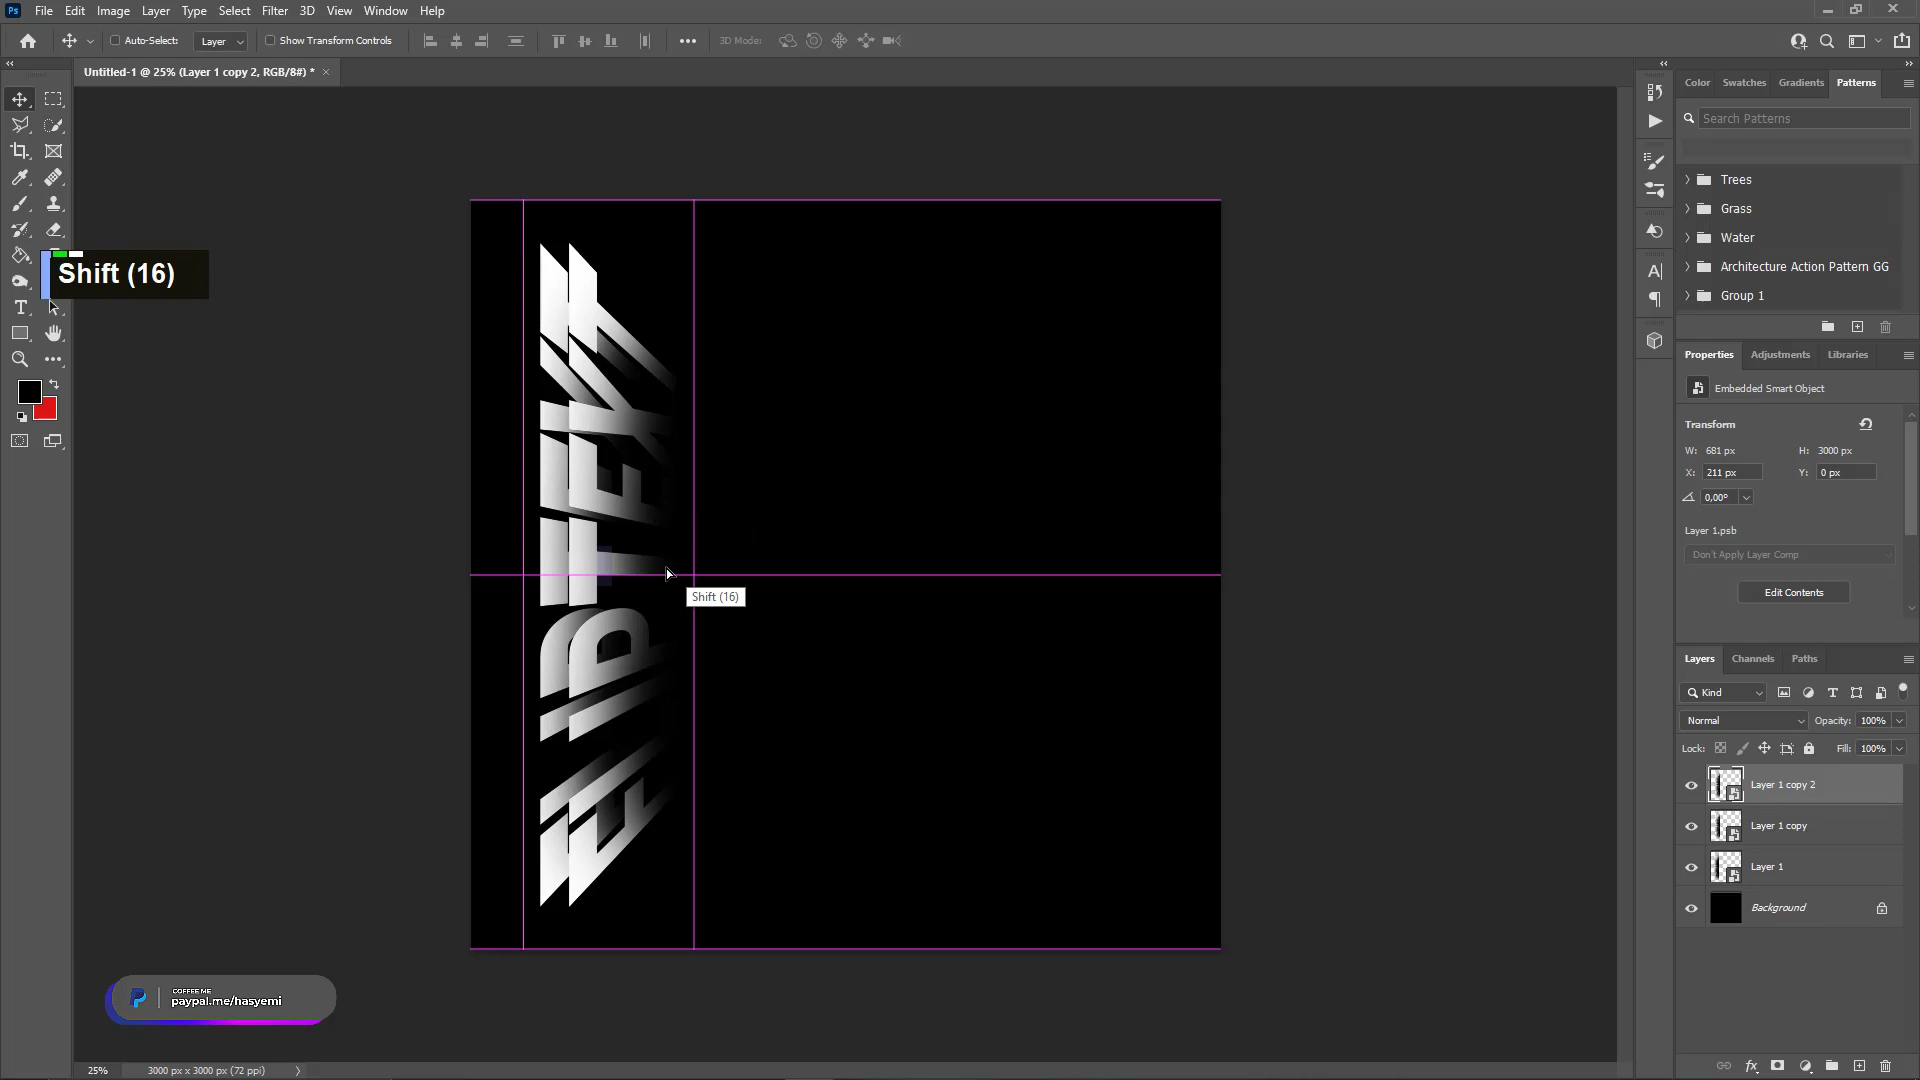 Ps File Edit Image Layer Type Select Filter 3D View Window Help
Auto-Select: Layer Show Transform Controls 3D Mode:
Untitled-1 @ 25% (Layer 1 copy 2, RGB/8#) *
Color Swatches Gradients Patterns
Search Patterns
Trees
Grass
Water
Architecture Action Pattern GG
Group 1
Shift (16)
Shift (16)
Properties Adjustments Libraries
Embedded Smart Object
Transform
W: 681 px H: 3000 px
X: 211 px Y: 0 px
0,00°
Layer 1.psb
Don't Apply Layer Comp
Edit Contents
Layers Channels Paths
Kind
Normal Opacity: 100%
Lock: Fill: 100%
Layer 1 copy 2
Layer 1 copy
Layer 1
Background
COFFEE ME
paypal.me/hasyemi
25% 3000 px x 3000 px (72 ppi)